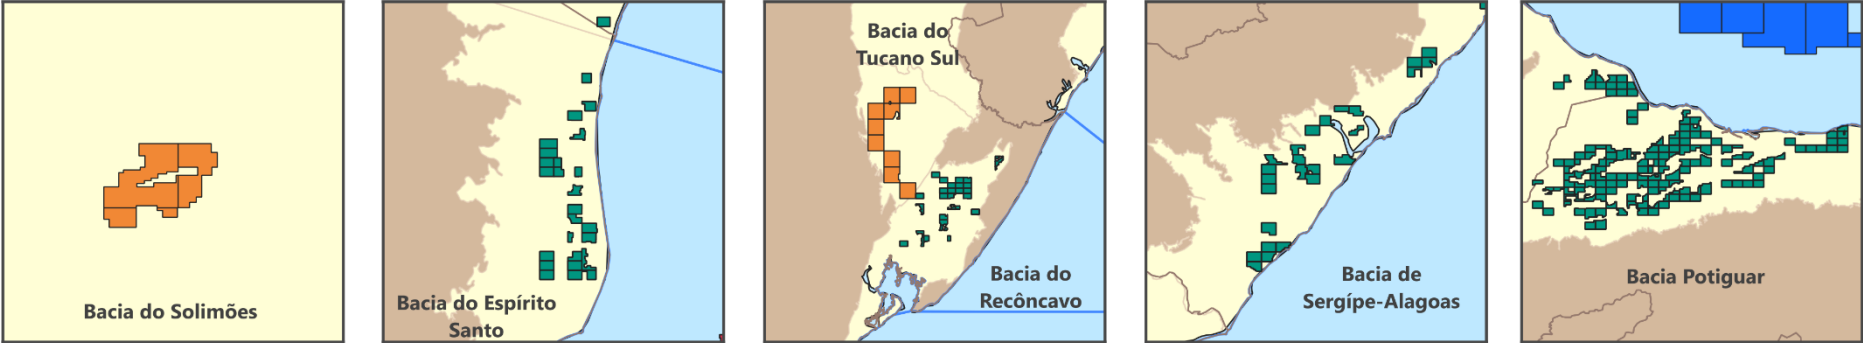 Bacia do Solimões
Bacia do Espírito
Santo
Bacia do
Tucano Sul
Bacia do
Recôncavo
Bacia de
Sergípe-Alagoas
Bacia Potiguar